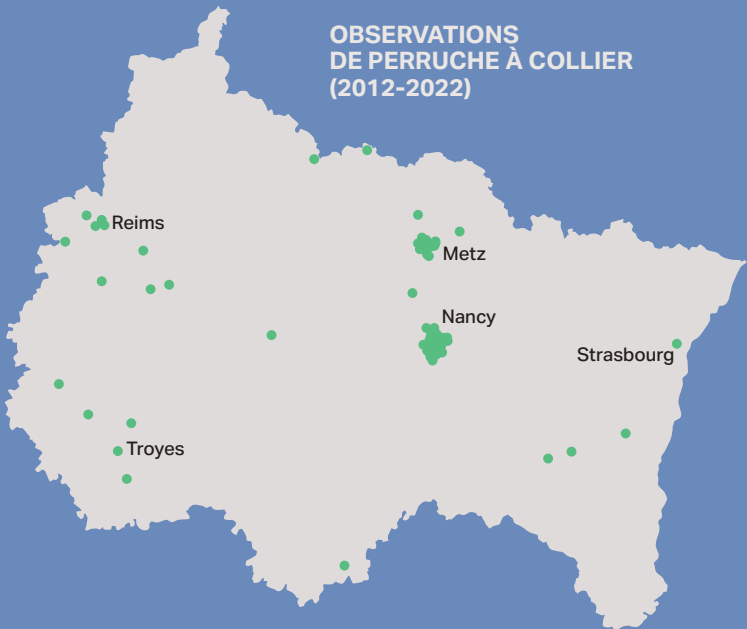 OBSERVATIONS
DE PERRUCHE À COLLIER
(2012-2022)
Reims
Metz
Nancy
Strasbourg
Troyes